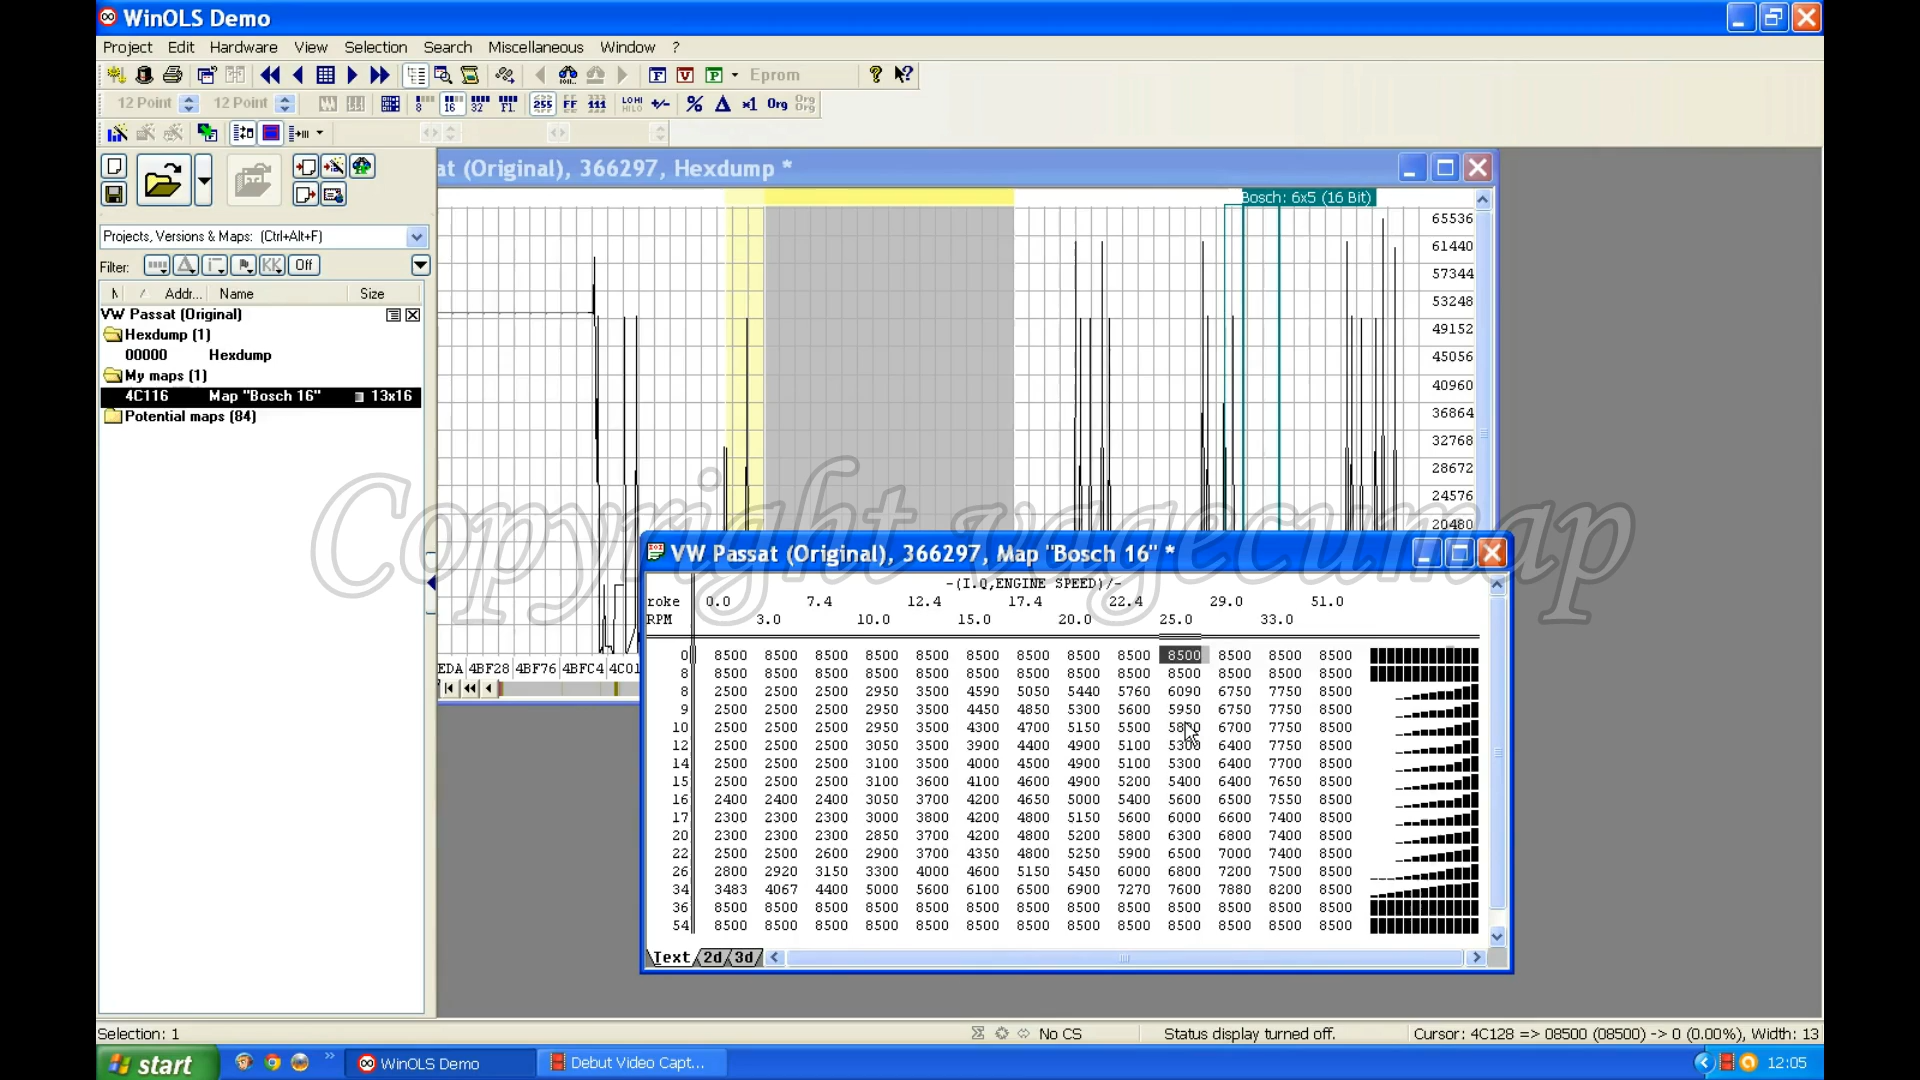 WinOLS Demo
Project Edit Hardware View Selection Search Miscellaneous Window ?
Eprom
12 Point 12 Point 8 16 32 Fl. 255 FF 111 LOHI HILO +/- % Δ x1 Org Org Org
at (Original), 366297, Hexdump *
Projects, Versions & Maps: (Ctrl+Alt+F)
Filter: Off
Addr... Name Size
VW Passat (Original)
Hexdump (1)
00000 Hexdump
My maps (1)
4C116 Map "Bosch 16" 13x16
Potential maps (84)
Bosch: 6x5 (16 Bit)
65536
61440
57344
53248
49152
45056
40960
36864
32768
28672
24576
20480
EDA 4BF28 4BF76 4BFC4 4C01
Copyright vagecumap
VW Passat (Original), 366297, Map "Bosch 16" *
-(I.Q,ENGINE SPEED)/-
roke 0.0 7.4 12.4 17.4 22.4 29.0 51.0
RPM 3.0 10.0 15.0 20.0 25.0 33.0
0 8500 8500 8500 8500 8500 8500 8500 8500 8500 8500 8500 8500 8500
8 8500 8500 8500 8500 8500 8500 8500 8500 8500 8500 8500 8500 8500
8 2500 2500 2500 2950 3500 4590 5050 5440 5760 6090 6750 7750 8500
9 2500 2500 2500 2950 3500 4450 4850 5300 5600 5950 6750 7750 8500
10 2500 2500 2500 2950 3500 4300 4700 5150 5500 6700 7750 8500
12 2500 2500 2500 3050 3500 3900 4400 4900 5100 5300 6400 7750 8500
14 2500 2500 2500 3100 3500 4000 4500 4900 5100 5300 6400 7700 8500
15 2500 2500 2500 3100 3600 4100 4600 4900 5200 5400 6400 7650 8500
16 2400 2400 2400 3050 3700 4200 4650 5000 5400 5600 6500 7550 8500
17 2300 2300 2300 3000 3800 4200 4800 5150 5600 6000 6600 7400 8500
20 2300 2300 2300 2850 3700 4200 4800 5200 5800 6300 6800 7400 8500
22 2500 2500 2600 2900 3700 4350 4800 5250 5900 6500 7000 7400 8500
26 2800 2920 3150 3300 4000 4600 5150 5450 6000 6800 7200 7500 8500
34 3483 4067 4400 5000 5600 6100 6500 6900 7270 7600 7880 8200 8500
36 8500 8500 8500 8500 8500 8500 8500 8500 8500 8500 8500 8500 8500
54 8500 8500 8500 8500 8500 8500 8500 8500 8500 8500 8500 8500 8500
Text 2d 3d
Selection: 1 No CS Status display turned off. Cursor: 4C128 => 08500 (08500) -> 0 (0.00%), Width: 13
start WinOLS Demo Debut Video Capt... 12:05